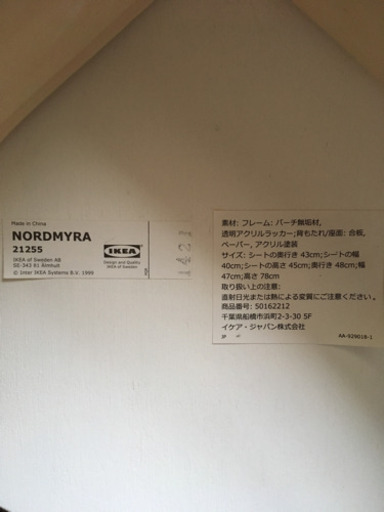 Made in China
NORDMYRA
21255
IKEA of Sweden AB
SE-343 81 Älmhult
© Inter IKEA Systems B.V. 1999
IKEA
Design and Quality
IKEA of Sweden
1421
素材: フレーム: バーチ無垢材,
透明アクリルラッカー;背もたれ/座面: 合板,
ペーパー, アクリル塗装
サイズ: シートの奥行き 43cm;シートの幅
40cm;シートの高さ 45cm;奥行き 48cm;幅
47cm;高さ 78cm
取り扱い上の注意:
直射日光または熱による変質にご注意ください。
商品番号: 50162212
千葉県船橋市浜町2-3-30 5F
イケア・ジャパン株式会社
JP AA-929018-1